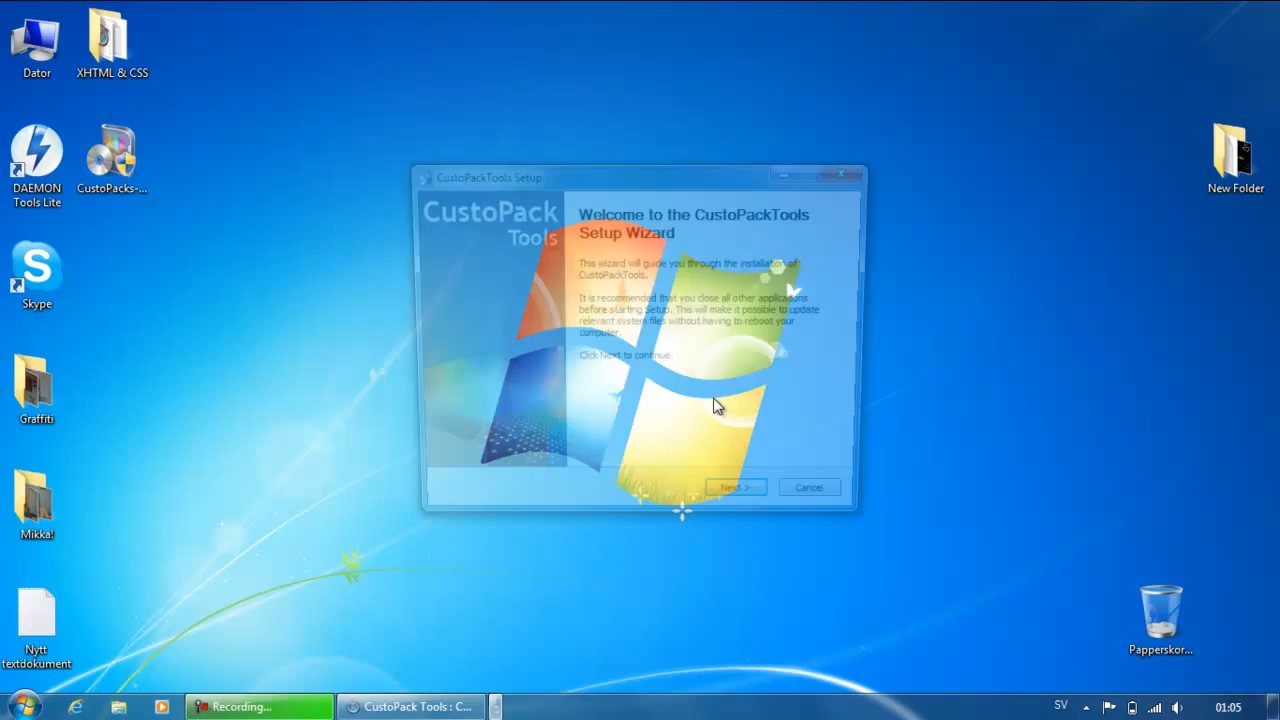 Dator
XHTML & CSS
DAEMON
Tools Lite
CustoPacks-...
Skype
Graffiti
Mikka!
Nytt
textdokument
New Folder
Papperskor...
CustoPackTools Setup
CustoPack
Tools
Welcome to the CustoPackTools
Setup Wizard
This wizard will guide you through the installation of
CustoPackTools.
It is recommended that you close all other applications
before starting Setup. This will make it possible to update
relevant system files without having to reboot your
computer.
Click Next to continue.
Next >
Cancel
Recording...
CustoPack Tools : C...
SV
01:05